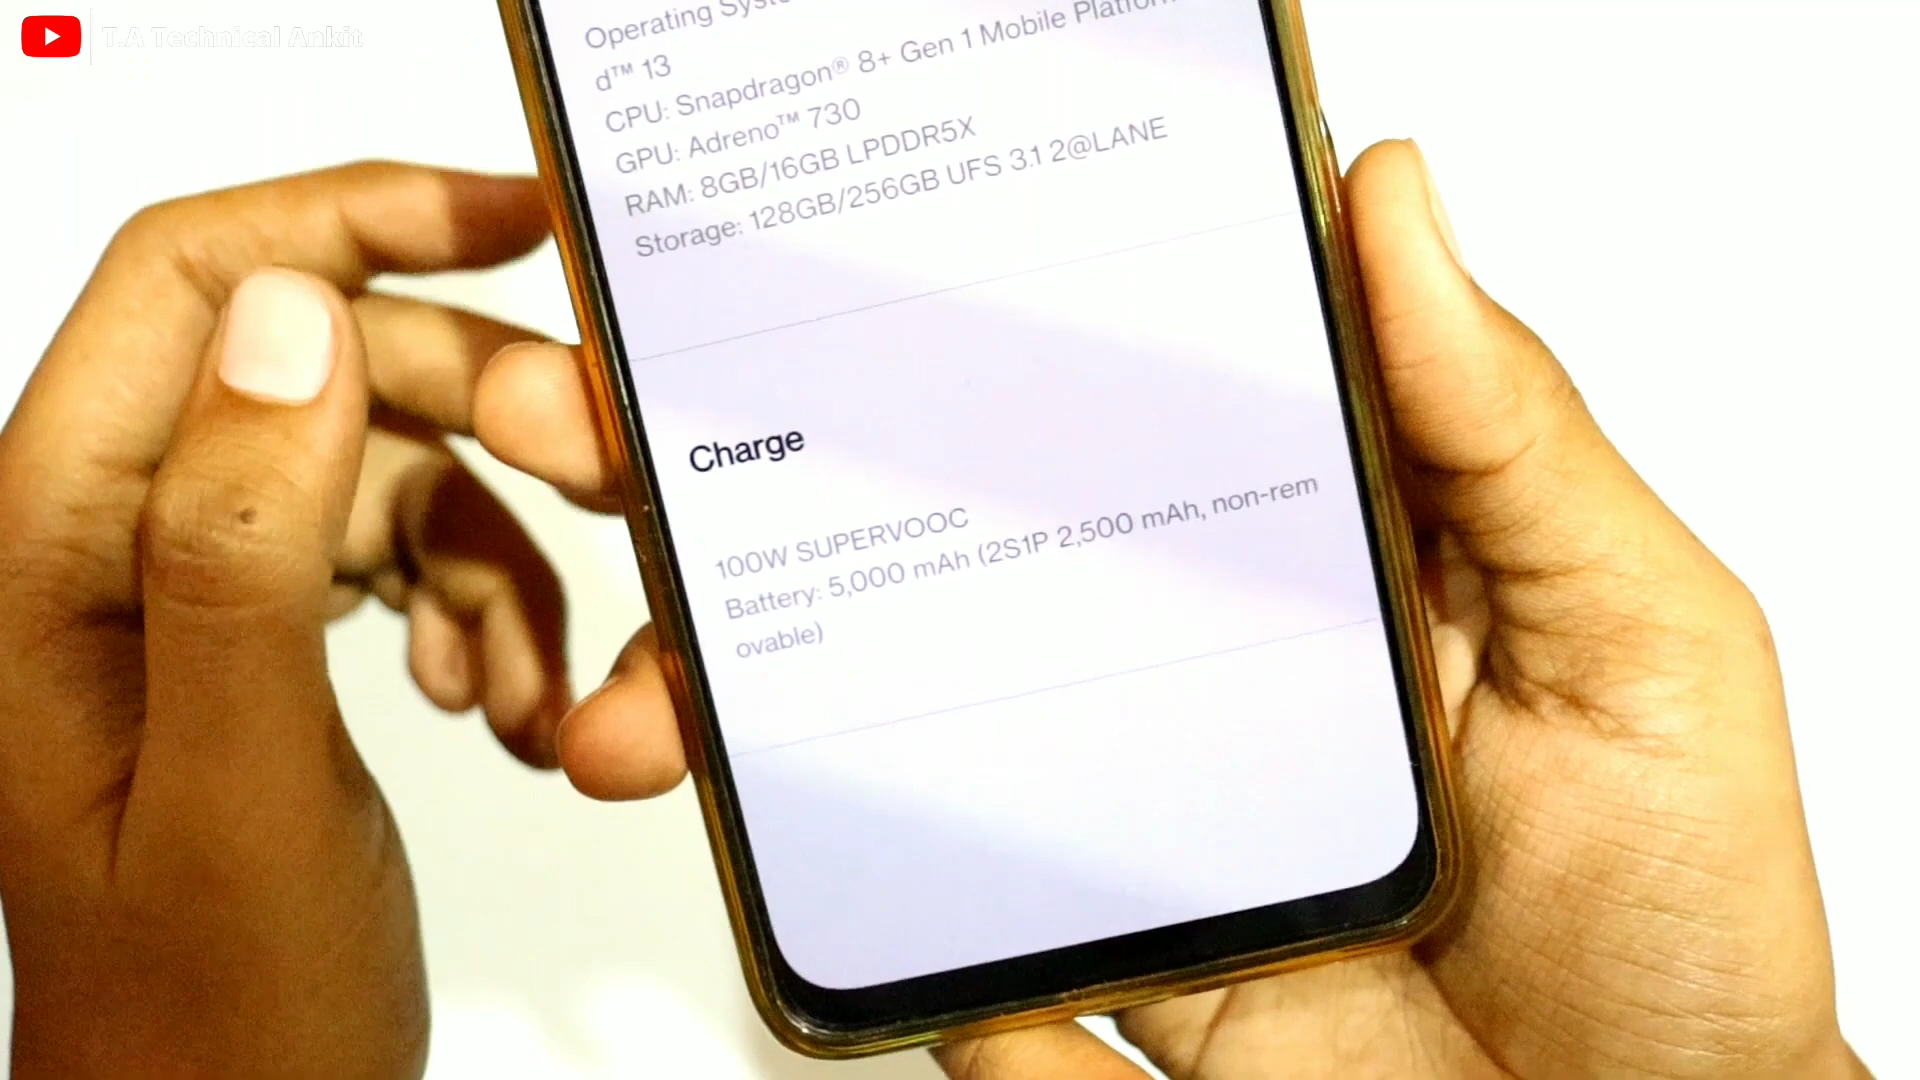 T.A Technical Ankit
Operating
d™ 13
CPU: Snapdragon® 8+ Gen 1 Mobile
GPU: Adreno™ 730
RAM: 8GB/16GB LPDDR5X
Storage: 128GB/256GB UFS 3.1 2@LANE
Charge
100W SUPERVOOC
Battery: 5,000 mAh (2S1P 2,500 mAh, non-rem
ovable)